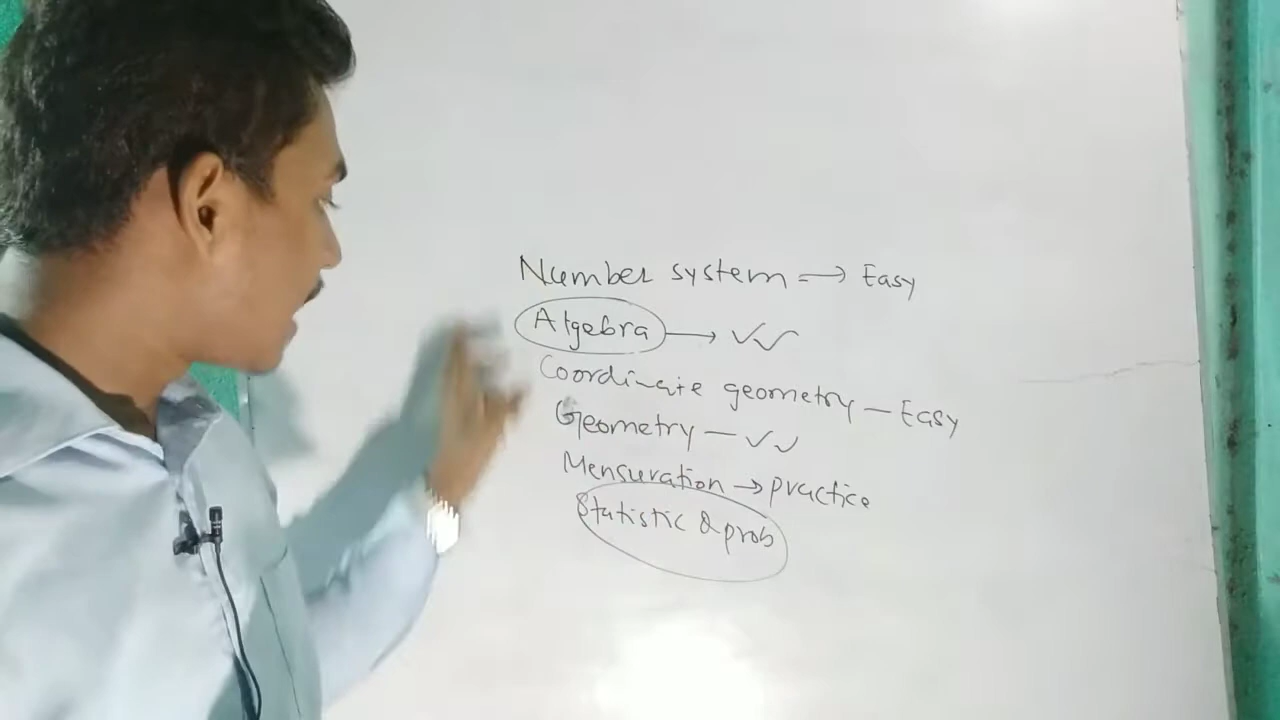 Number system = → Easy
Algebra → ✓✓
Coordinate geometry - Easy
Geometry - ✓✓
Mensuration → practice
Statistic & prob